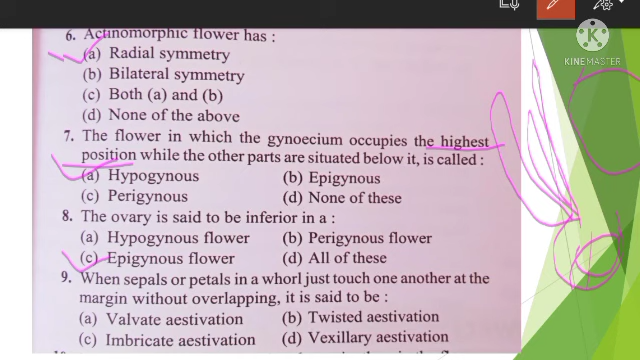 6. Actinomorphic flower has :
(a) Radial symmetry
(b) Bilateral symmetry
(c) Both (a) and (b)
(d) None of the above
7. The flower in which the gynoecium occupies the highest
position while the other parts are situated below it, is called :
(a) Hypogynous (b) Epigynous
(c) Perigynous (d) None of these
8. The ovary is said to be inferior in a :
(a) Hypogynous flower (b) Perigynous flower
(c) Epigynous flower (d) All of these
9. When sepals or petals in a whorl just touch one another at the
margin without overlapping, it is said to be :
(a) Valvate aestivation (b) Twisted aestivation
(c) Imbricate aestivation (d) Vexillary aestivation
KINEMASTER